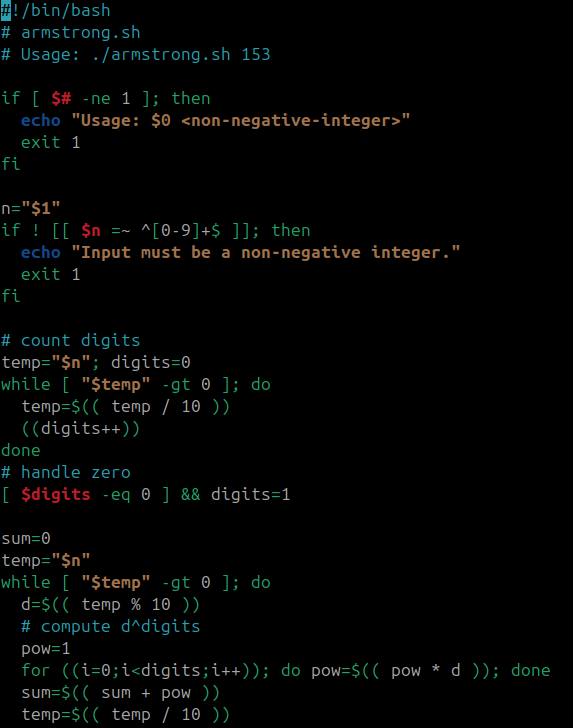 #!/bin/bash
# armstrong.sh
# Usage: ./armstrong.sh 153

if [ $# -ne 1 ]; then
  echo "Usage: $0 <non-negative-integer>"
  exit 1
fi

n="$1"
if ! [[ $n =~ ^[0-9]+$ ]]; then
  echo "Input must be a non-negative integer."
  exit 1
fi

# count digits
temp="$n"; digits=0
while [ "$temp" -gt 0 ]; do
  temp=$(( temp / 10 ))
  ((digits++))
done
# handle zero
[ $digits -eq 0 ] && digits=1

sum=0
temp="$n"
while [ "$temp" -gt 0 ]; do
  d=$(( temp % 10 ))
  # compute d^digits
  pow=1
  for ((i=0;i<digits;i++)); do pow=$(( pow * d )); done
  sum=$(( sum + pow ))
  temp=$(( temp / 10 ))